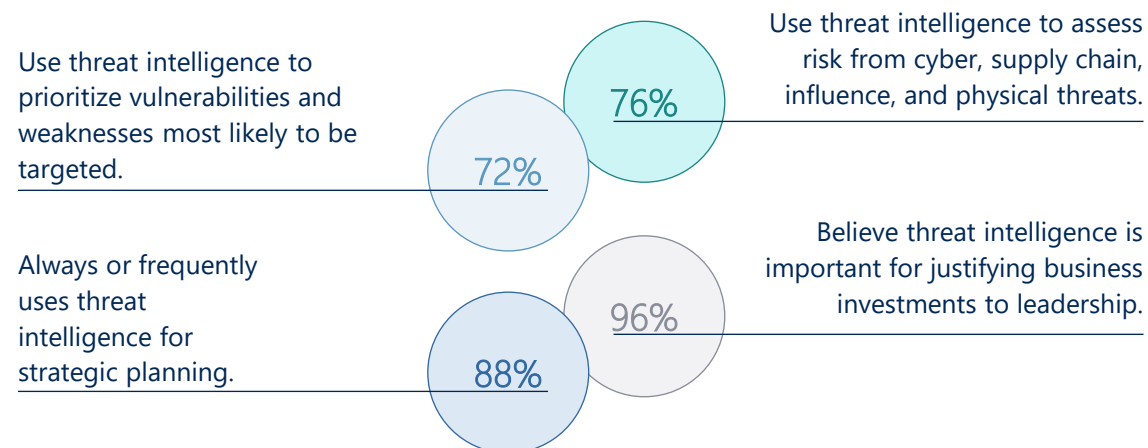 Use threat intelligence to
prioritize vulnerabilities and
weaknesses most likely to be
targeted.
72%
76%
Use threat intelligence to assess
risk from cyber, supply chain,
influence, and physical threats.
Always or frequently
uses threat
intelligence for
strategic planning.
88%
96%
Believe threat intelligence is
important for justifying business
investments to leadership.